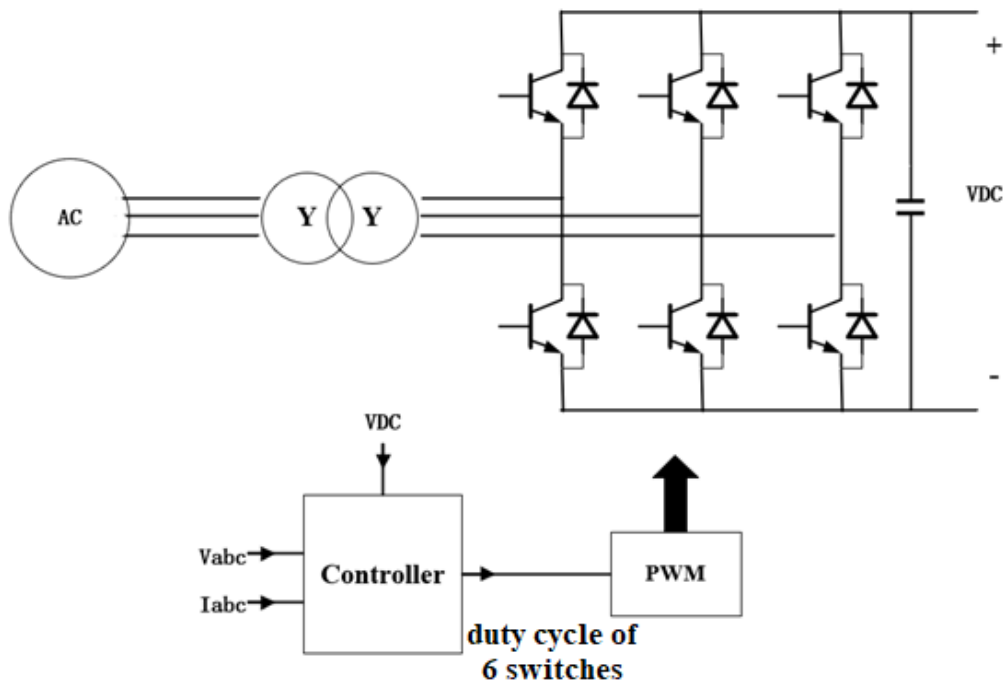 +
AC
Y Y
VDC
-
VDC
Vabc
Iabc
Controller
PWM
duty cycle of
6 switches